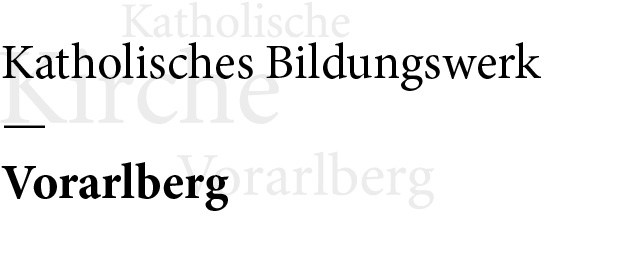 Katholische
Katholisches Bildungswerk
Kirche
—
Vorarlberg
Vorarlberg